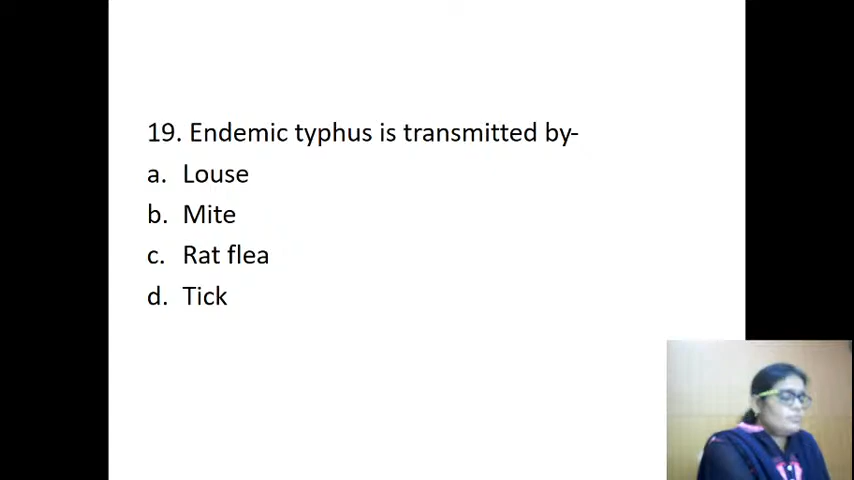 19. Endemic typhus is transmitted by-
a. Louse
b. Mite
c. Rat flea
d. Tick